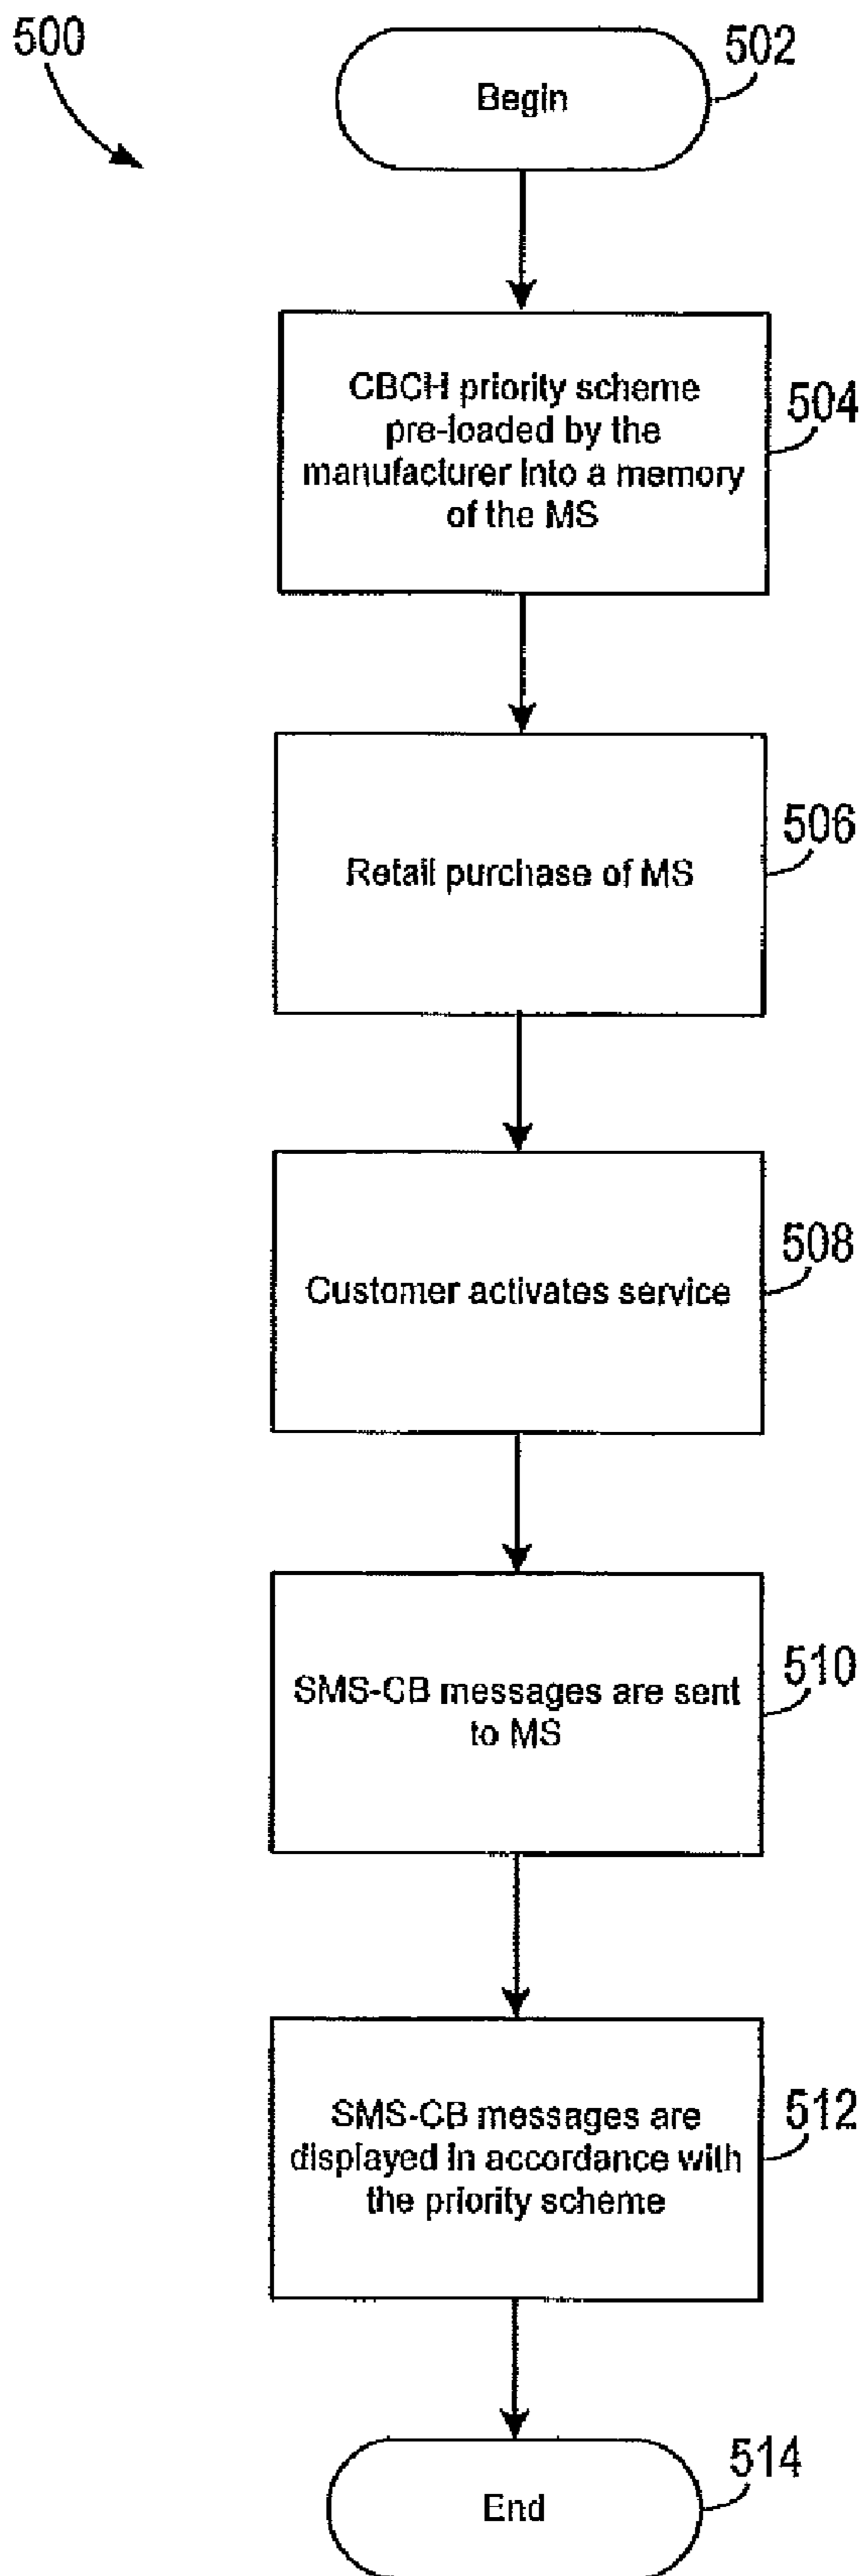 500
502
Begin
CBCH priority scheme
pre-loaded by the
manufacturer into a memory
of the MS
504
Retail purchase of MS
506
Customer activates service
508
SMS-CB messages are sent
to MS
510
SMS-CB messages are
displayed in accordance with
the priority scheme
512
End
514